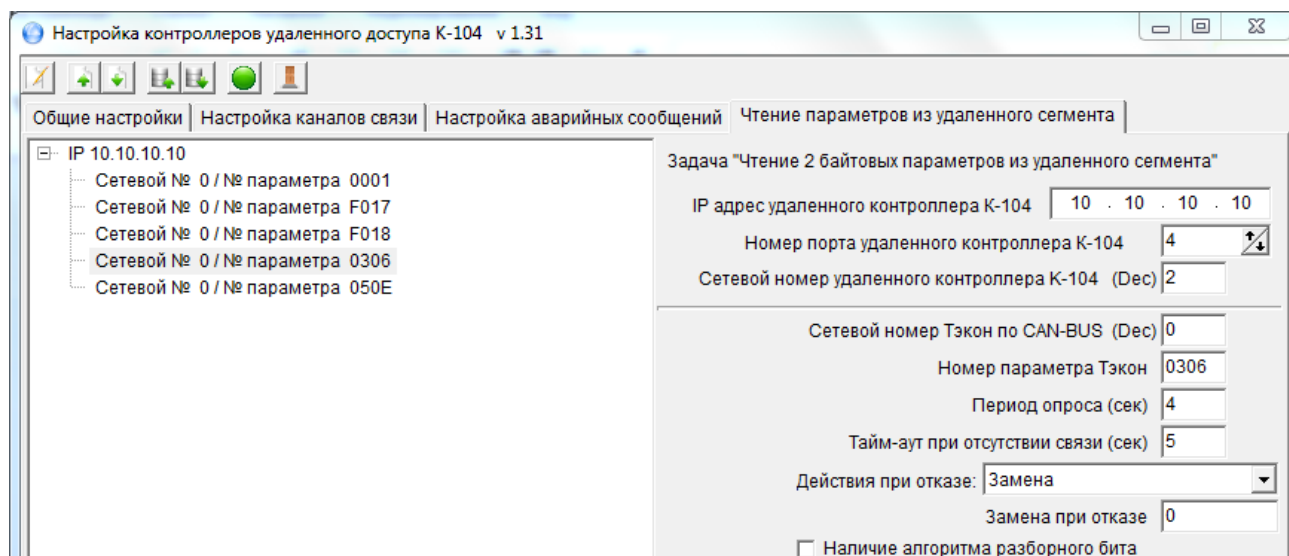 Настройка контроллеров удаленного доступа К-104 v 1.31
Общие настройки Настройка каналов связи Настройка аварийных сообщений Чтение параметров из удаленного сегмента
IP 10.10.10.10
Сетевой № 0 / № параметра 0001
Сетевой № 0 / № параметра F017
Сетевой № 0 / № параметра F018
Сетевой № 0 / № параметра 0306
Сетевой № 0 / № параметра 050E
Задача "Чтение 2 байтовых параметров из удаленного сегмента"
IP адрес удаленного контроллера К-104 10 . 10 . 10 . 10
Номер порта удаленного контроллера К-104 4
Сетевой номер удаленного контроллера К-104 (Dec) 2
Сетевой номер Тэкон по CAN-BUS (Dec) 0
Номер параметра Тэкон 0306
Период опроса (сек) 4
Тайм-аут при отсутствии связи (сек) 5
Действия при отказе: Замена
Замена при отказе 0
Наличие алгоритма разборного бита